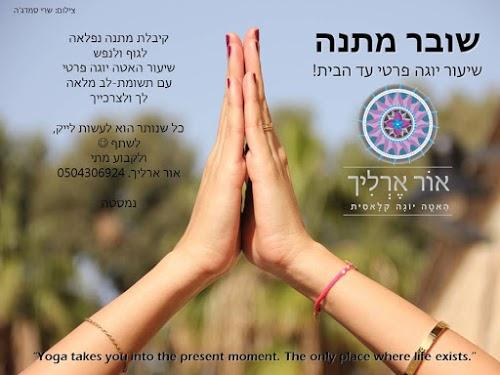 צילום: שרי סמדג'ה
שובר מתנה
שיעור יוגה פרטי עד הבית!
אוֹר אֶרְלִיךְ
האטה יוגה קלאסית
קיבלת מתנה נפלאה
לגוף ולנפש
שיעור האטה יוגה פרטי
עם תשומת-לב מלאה
לך ולצרכייך
כל שנותר הוא לעשות לייק,
לשתף ☺
ולקבוע מתי
אור ארליך, 0504306924
נמסטה
"Yoga takes you into the present moment. The only place where life exists."